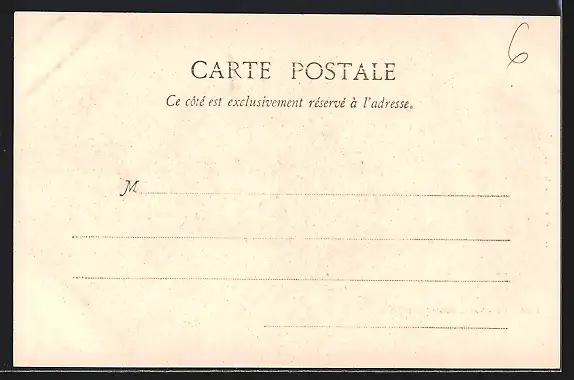 6
CARTE POSTALE
Ce côté est exclusivement réservé à l'adresse.
M